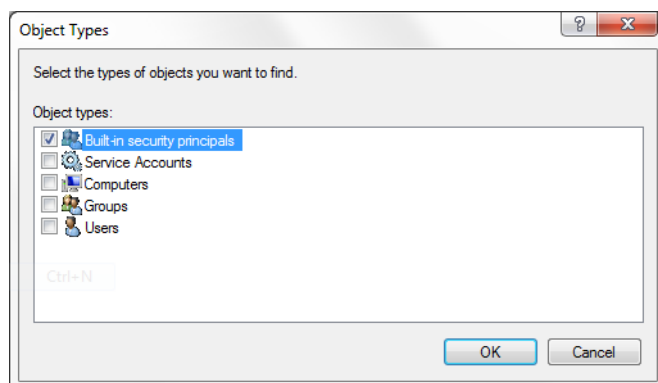 Object Types
Select the types of objects you want to find.
Object types:
Built-in security principals
Service Accounts
Computers
Groups
Users
Ctrl+N
OK Cancel